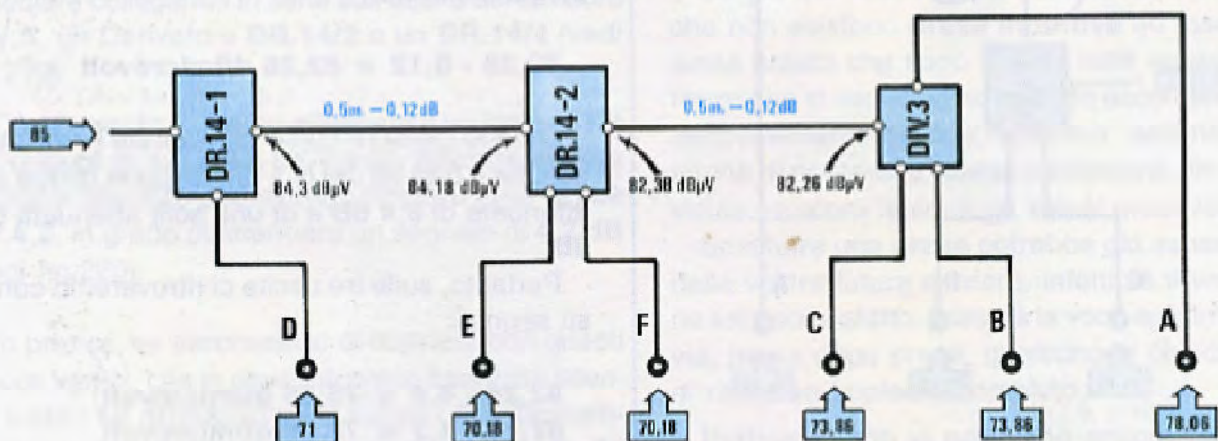 85
DR.14-1
0,5m. – 0,12dB
DR.14-2
0,5m. – 0,12dB
DIV.3
84,3 dBµV
84,18 dBµV
82,38 dBµV
82,26 dBµV
D
E
F
C
B
A
71
70,18
70,18
73,86
73,86
78,06